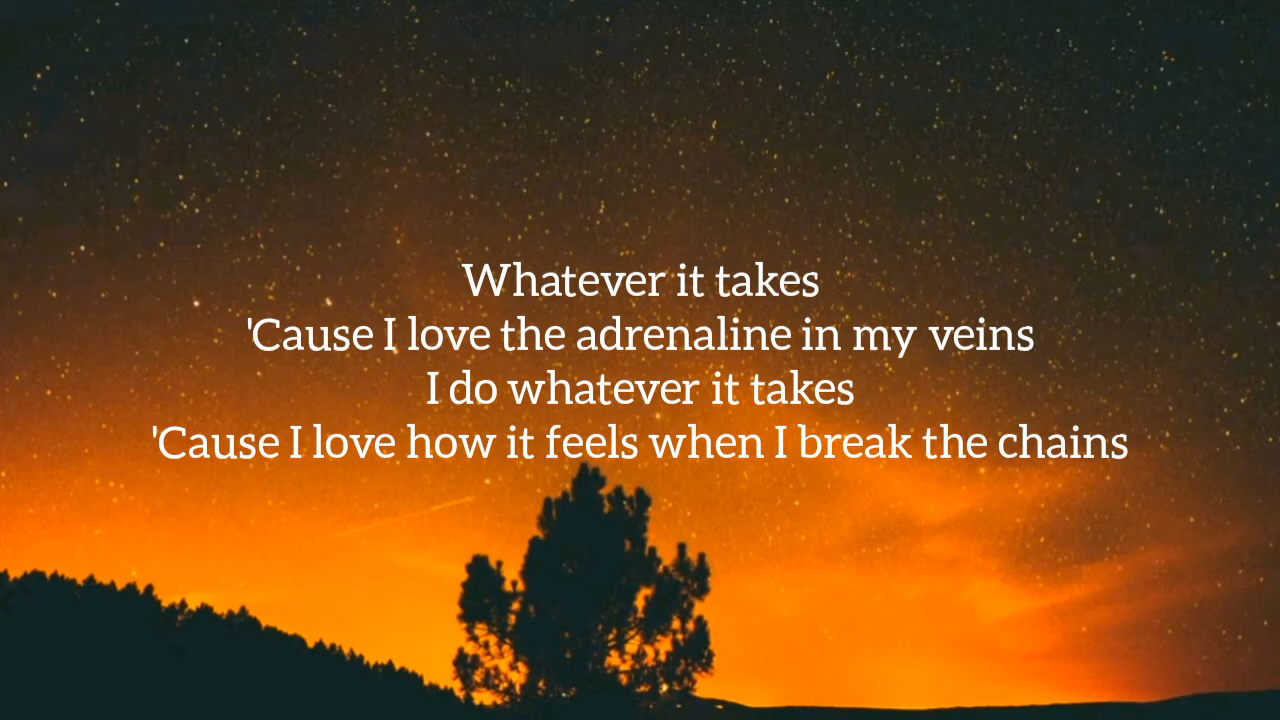 Whatever it takes
'Cause I love the adrenaline in my veins
I do whatever it takes
'Cause I love how it feels when I break the chains